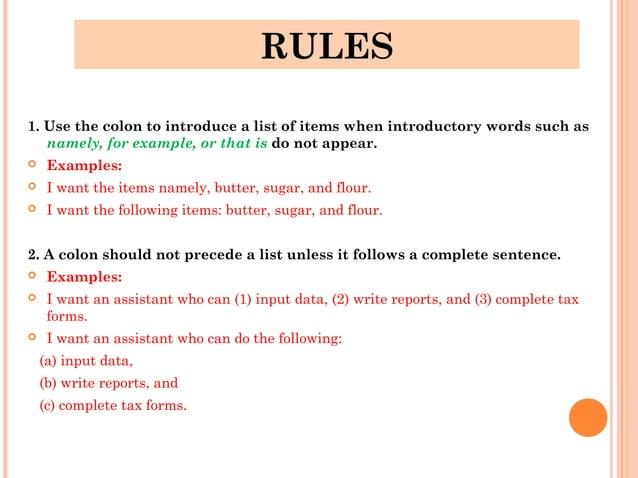 RULES
1. Use the colon to introduce a list of items when introductory words such as
namely, for example, or that is do not appear.
Examples:
I want the items namely, butter, sugar, and flour.
I want the following items: butter, sugar, and flour.
2. A colon should not precede a list unless it follows a complete sentence.
Examples:
I want an assistant who can (1) input data, (2) write reports, and (3) complete tax
forms.
I want an assistant who can do the following:
(a) input data,
(b) write reports, and
(c) complete tax forms.